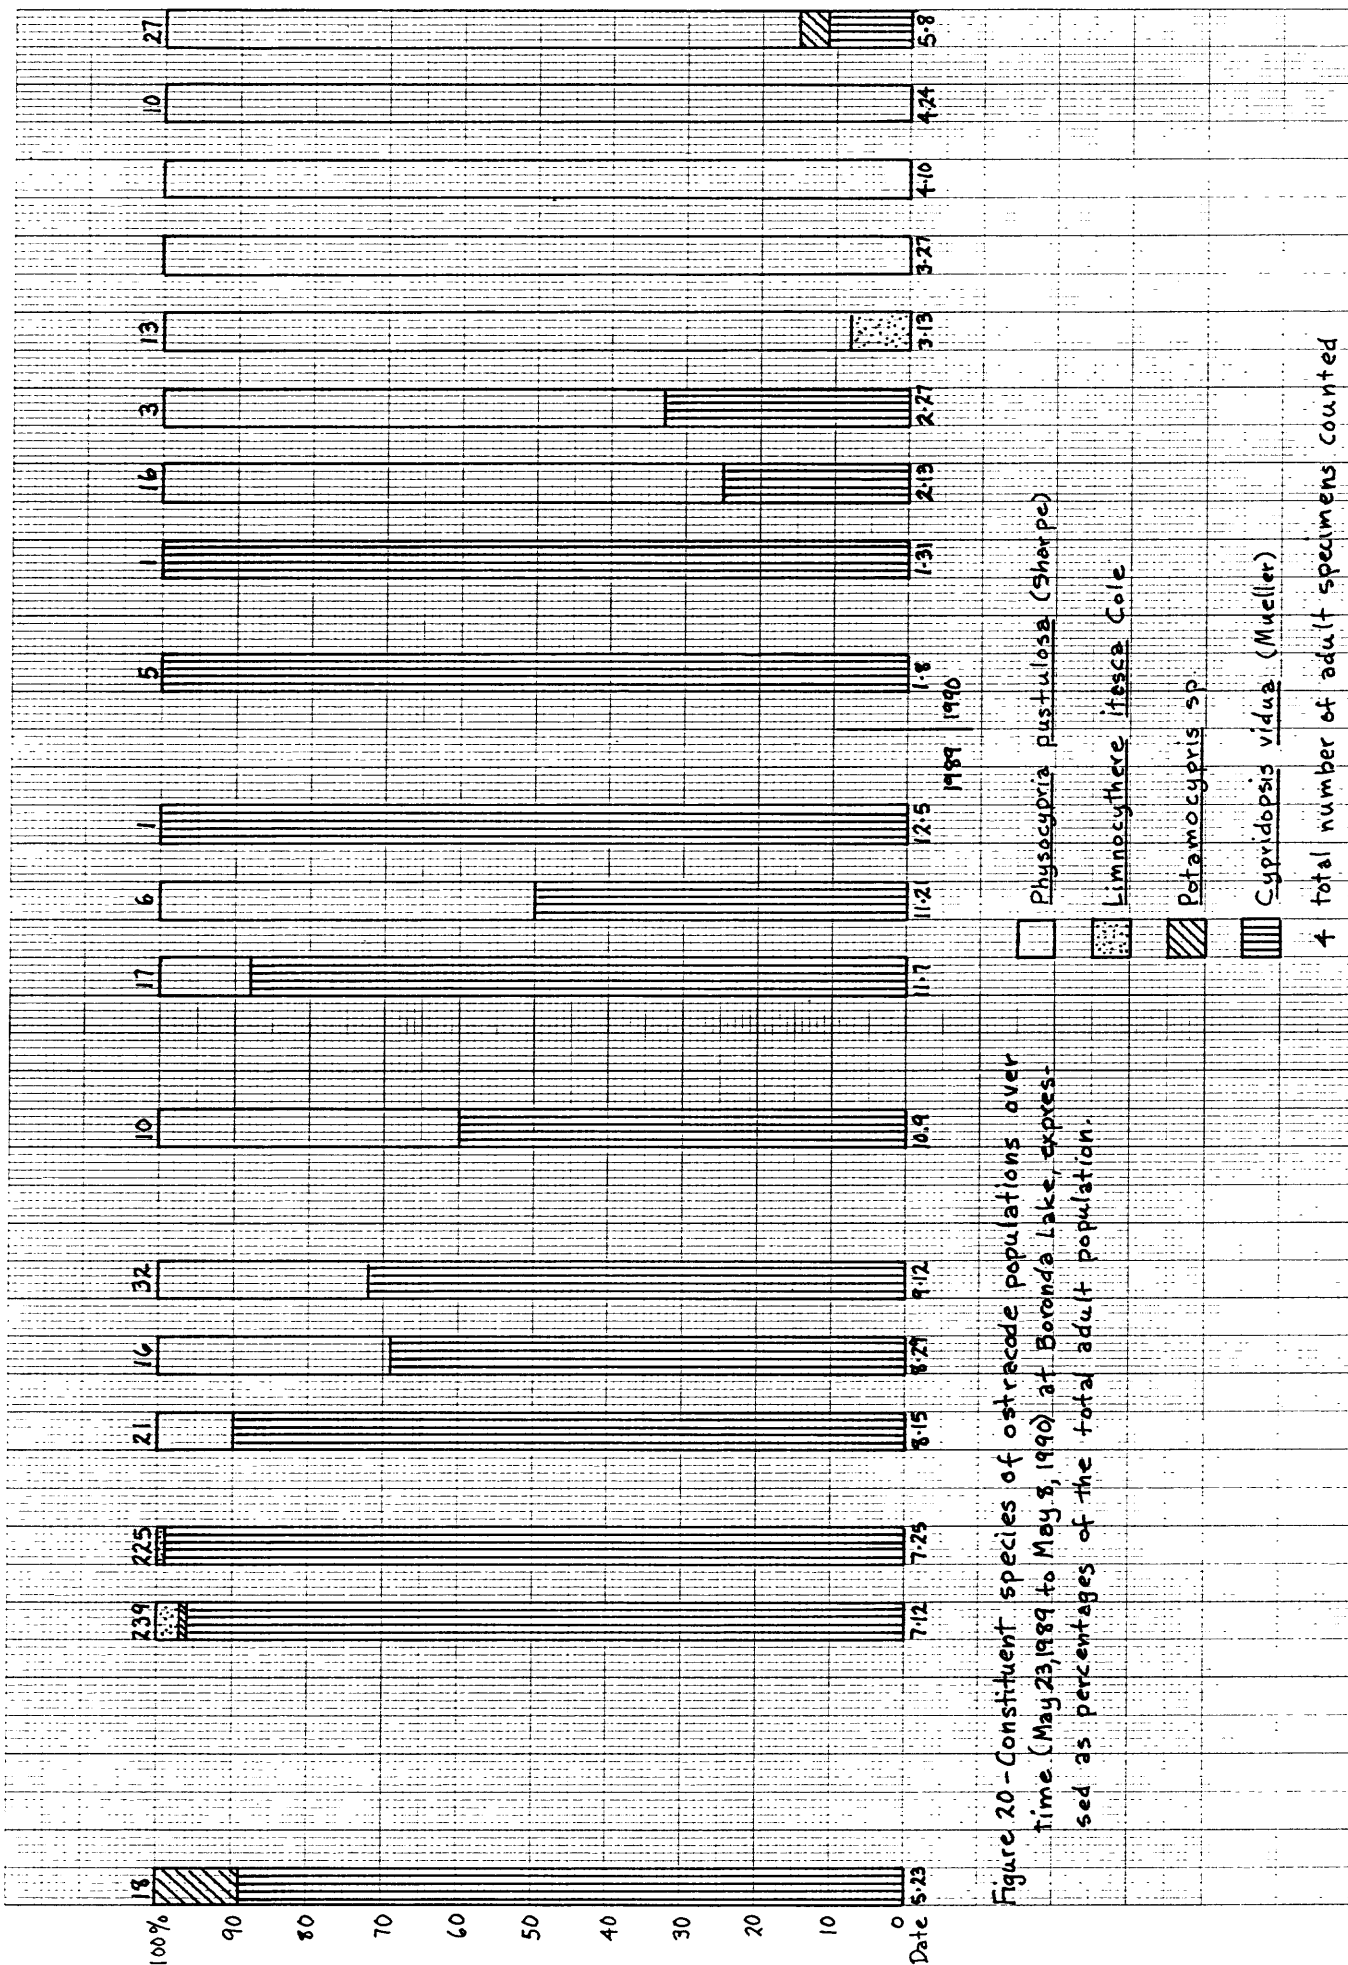 18 239 225 21 16 32 10 17 6 1 5 1 16 3 13 10 27
100%
90
80
70
60
50
40
30
20
10
0
Date 5.23 7.12 7.25 8.15 8.29 9.12 10.9 11.7 11.21 12.5 1.8 1.31 2.13 2.27 3.13 3.27 4.10 4.24 5.8
1989 1990
Figure 20-Constituent species of ostracode populations over
time (May 23, 1989 to May 8, 1990) at Boronda Lake, expres-
sed as percentages of the total adult population.
Physocypria pustulosa (Sharpe)
Limnocythere itasca Cole
Potamocypris sp.
Cypridopsis vidua (Mueller)
4 total number of adult specimens counted